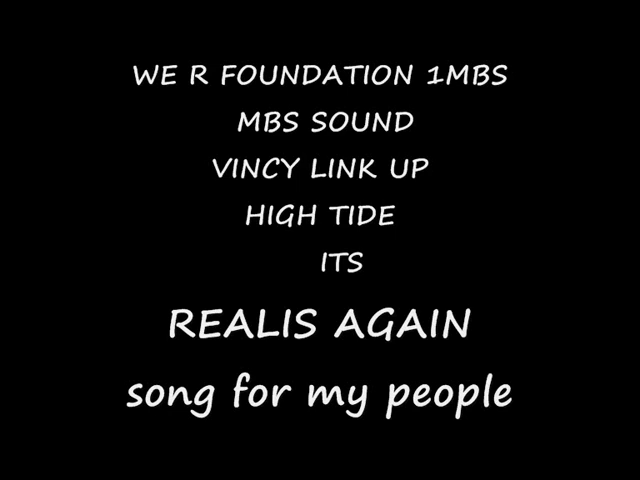 WE R FOUNDATION 1MBS
MBS SOUND
VINCY LINK UP
HIGH TIDE
ITS
REALIS AGAIN
song for my people